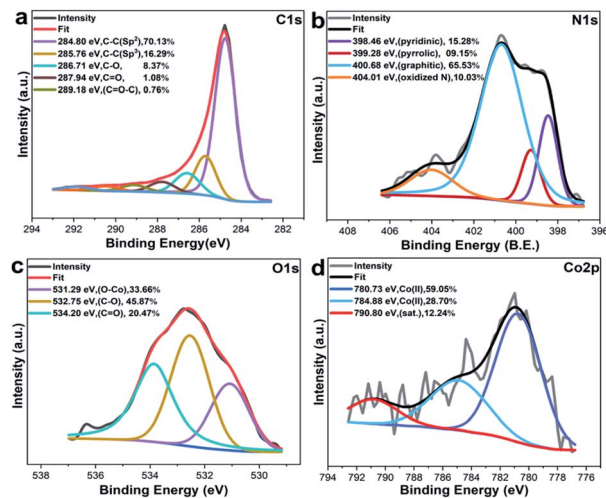 a
C1s
Intensity
Fit
284.80 eV,C-C(Sp2),70.13%
285.76 eV,C-C(Sp3),16.29%
286.71 eV,C-O, 8.37%
287.94 eV,C=O, 1.08%
289.18 eV,(C=O-C), 0.76%
Intensity (a.u.)
294 292 290 288 286 284 282
Binding Energy(eV)
b
N1s
Intensity
Fit
398.46 eV,(pyridinic), 15.28%
399.28 eV,(pyrrolic), 09.15%
400.68 eV,(graphitic), 65.53%
404.01 eV,(oxidized N),10.03%
Intensity (a.u.)
408 406 404 402 400 398 396
Binding Energy (B.E.)
c
O1s
Intensity
Fit
531.29 eV,(O-Co),33.66%
532.75 eV,(C-O), 45.87%
534.20 eV,(C=O), 20.47%
Intensity (a.u.)
538 536 534 532 530
Binding Energy (eV)
d
Co2p
Intensity
Fit
780.73 eV,Co(II),59.05%
784.88 eV,Co(II),28.70%
790.80 eV,(sat.),12.24%
Intensity (a.u.)
794 792 790 788 786 784 782 780 778 776 774
Binding Energy (eV)